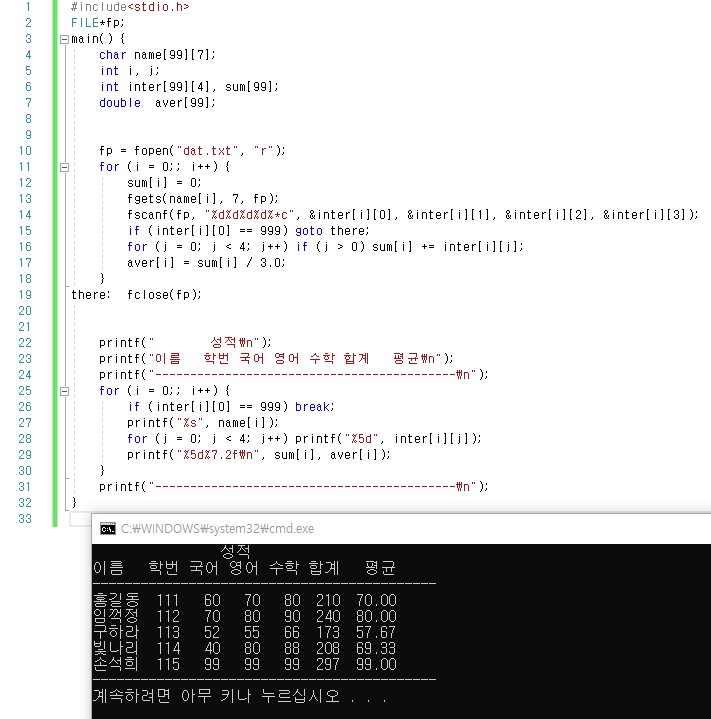 1 #include<stdio.h>
2 FILE*fp;
3 main() {
4 char name[99][7];
5 int i, j;
6 int inter[99][4], sum[99];
7 double  aver[99];
8
9
10 fp = fopen("dat.txt", "r");
11 for (i = 0;; i++) {
12 sum[i] = 0;
13 fgets(name[i], 7, fp);
14 fscanf(fp, "%d%d%d%d%*c", &inter[i][0], &inter[i][1], &inter[i][2], &inter[i][3]);
15 if (inter[i][0] == 999) goto there;
16 for (j = 0; j < 4; j++) if (j > 0) sum[i] += inter[i][j];
17 aver[i] = sum[i] / 3.0;
18 }
19 there:  fclose(fp);
20
21
22 printf("        성적₩n");
23 printf("이름   학번 국어 영어 수학 합계   평균₩n");
24 printf("-------------------------------------------₩n");
25 for (i = 0;; i++) {
26 if (inter[i][0] == 999) break;
27 printf("%s", name[i]);
28 for (j = 0; j < 4; j++) printf("%5d", inter[i][j]);
29 printf("%5d%7.2f₩n", sum[i], aver[i]);
30 }
31 printf("-------------------------------------------₩n");
32 }
33
C:\. C:₩WINDOWS₩system32₩cmd.exe
성적
이름   학번 국어 영어 수학 합계   평균
-------------------------------------------
홍길동  111   60   70   80  210  70.00
임꺽정  112   70   80   90  240  80.00
구하라  113   52   55   66  173  57.67
빛나리  114   40   80   88  208  69.33
손석희  115   99   99   99  297  99.00
-------------------------------------------
계속하려면 아무 키나 누르십시오 . . .